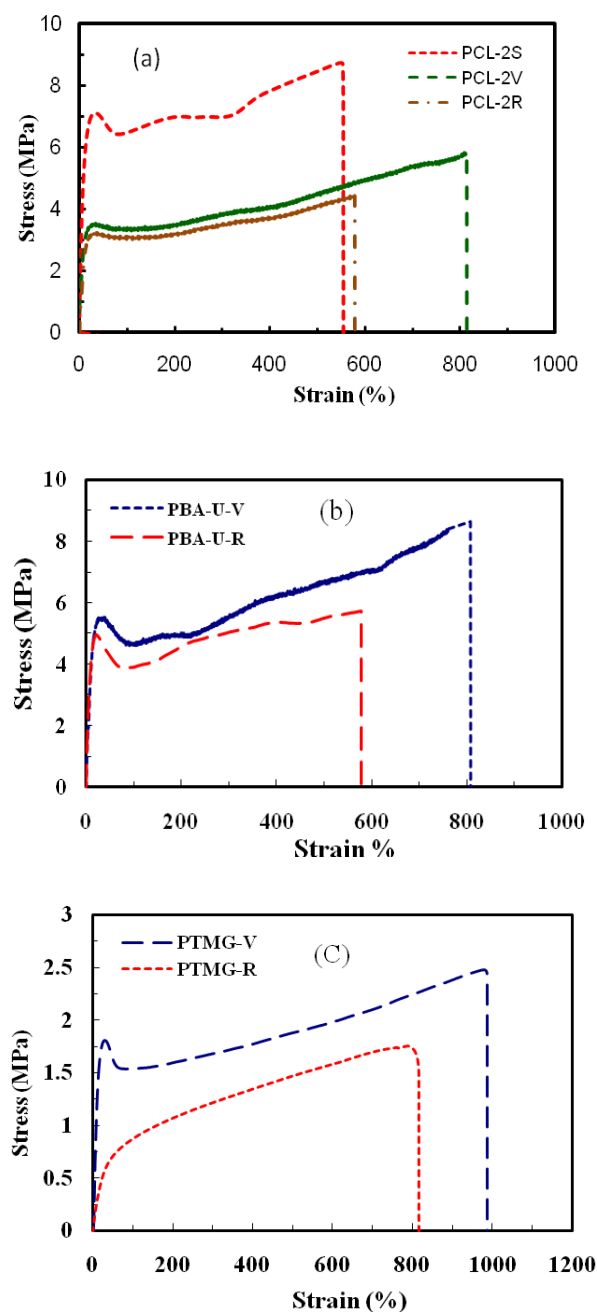 10
(a)
PCL-2S
PCL-2V
PCL-2R
8
6
4
2
0
Stress (MPa)
0 200 400 600 800 1000
Strain (%)
10
PBA-U-V
PBA-U-R
(b)
8
6
4
2
0
Stress (MPa)
0 200 400 600 800 1000
Strain %
3
PTMG-V
PTMG-R
(C)
2.5
2
1.5
1
0.5
0
Stress (MPa)
0 200 400 600 800 1000 1200
Strain (%)